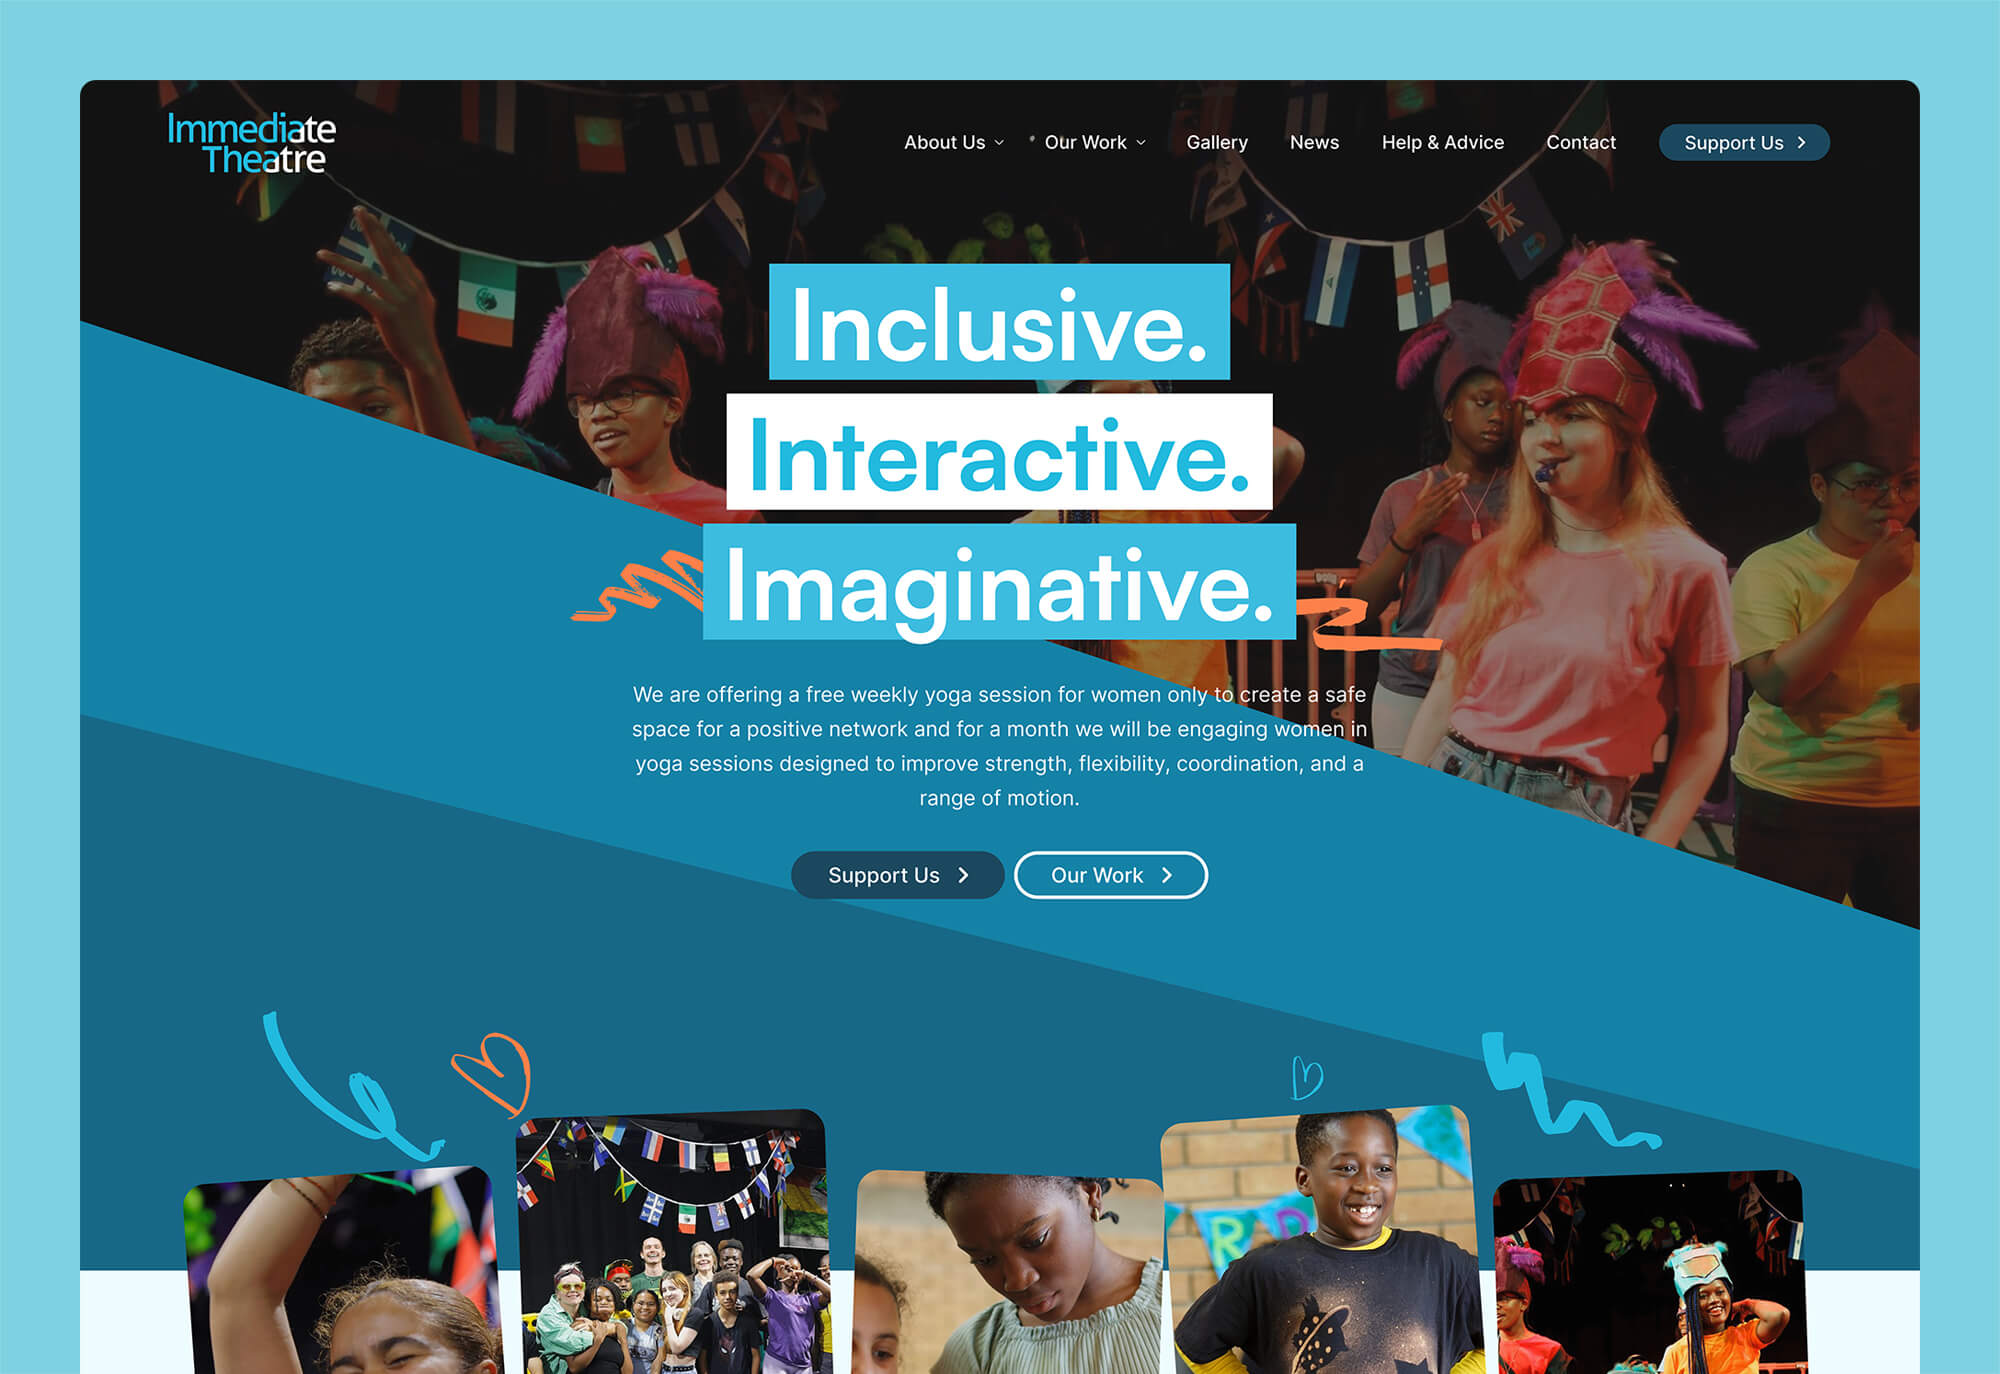 Immediate
Theatre
About Us
Our Work
Gallery
News
Help & Advice
Contact
Support Us
Inclusive.
Interactive.
Imaginative.
We are offering a free weekly yoga session for women only to create a safe
space for a positive network and for a month we will be engaging women in
yoga sessions designed to improve strength, flexibility, coordination, and a
range of motion.
Support Us
Our Work
R D